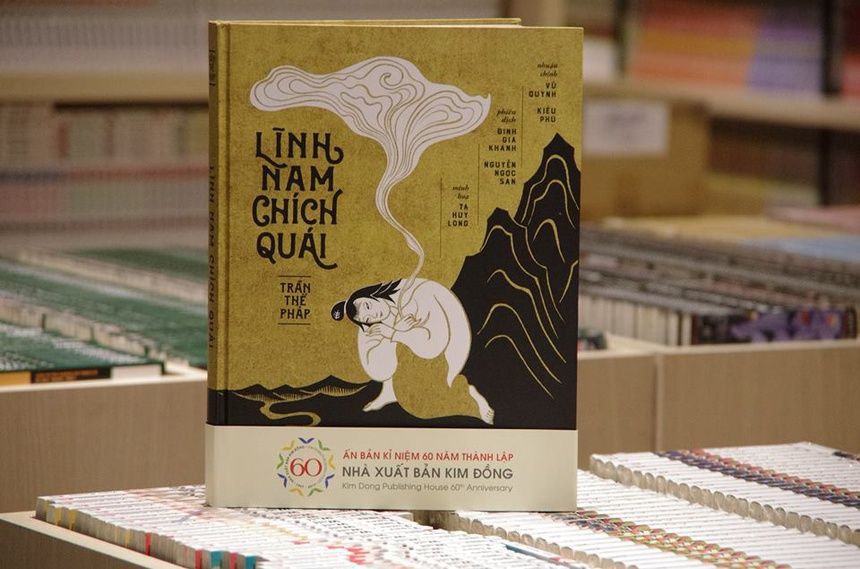 LĨNH
NAM
CHÍCH
QUÁI
TRẦN
THẾ
PHÁP
nhuận
chính
VŨ
QUỲNH
KIỀU
PHÚ
phiên
dịch
ĐINH
GIA
KHÁNH
NGUYỄN
NGỌC
SAN
minh
họa
TẠ
HUY
LONG
LĨNH NAM CHÍCH QUÁI
60
ẤN BẢN KỈ NIỆM 60 NĂM THÀNH LẬP
NHÀ XUẤT BẢN KIM ĐỒNG
Kim Dong Publishing House 60th Anniversary